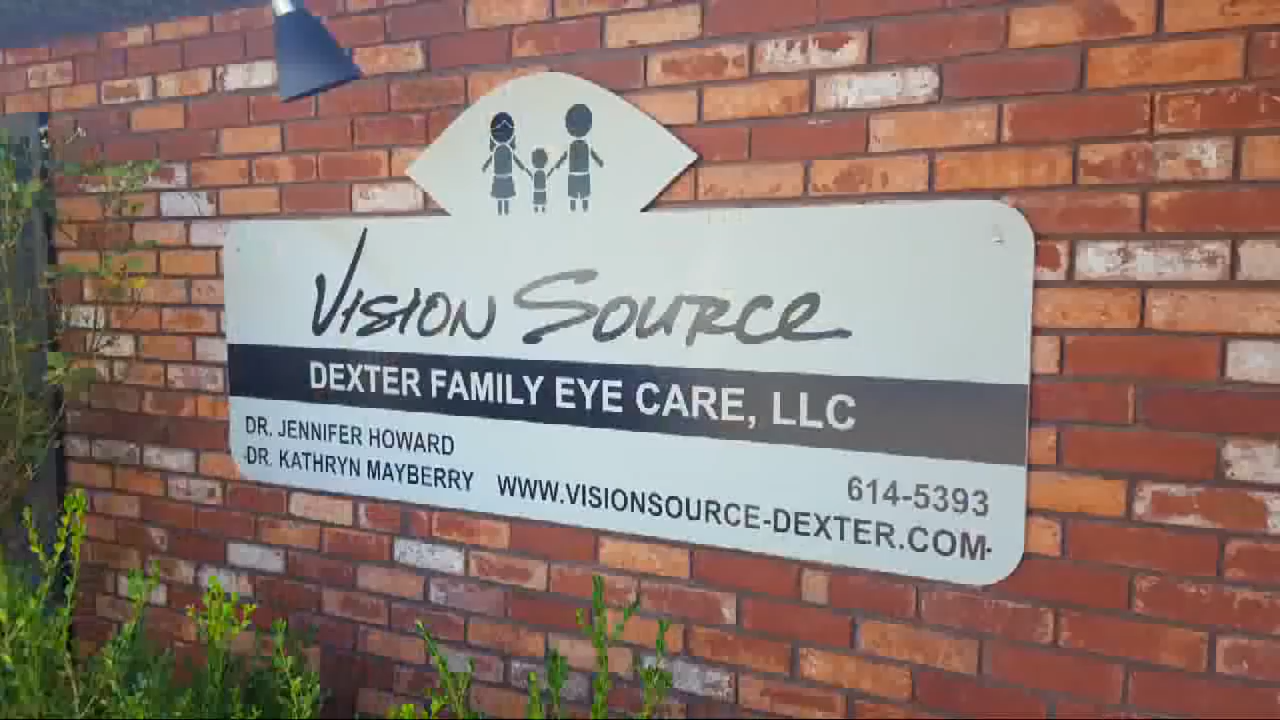 Vision Source
DEXTER FAMILY EYE CARE, LLC
DR. JENNIFER HOWARD
DR. KATHRYN MAYBERRY
614-5393
WWW.VISIONSOURCE-DEXTER.COM